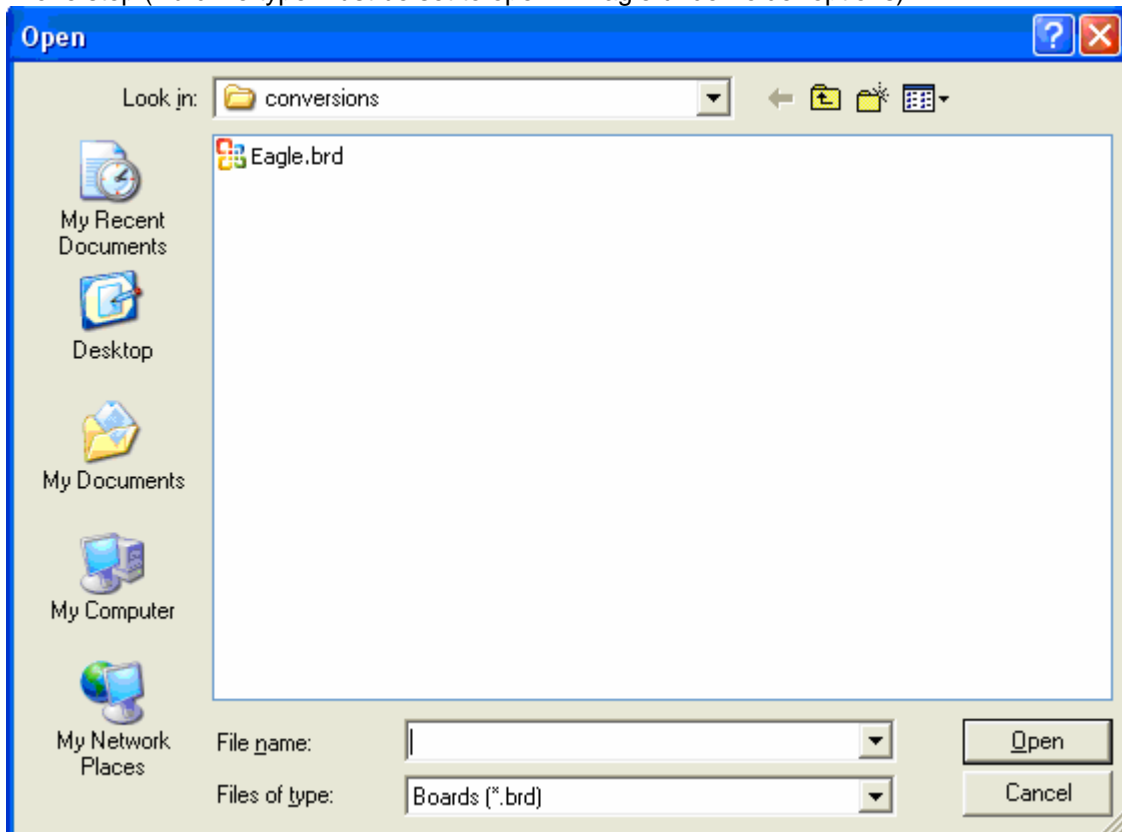 Open
Look in:
conversions
Eagle.brd
My Recent
Documents
Desktop
My Documents
My Computer
My Network
Places
File name:
Open
Files of type:
Boards (*.brd)
Cancel